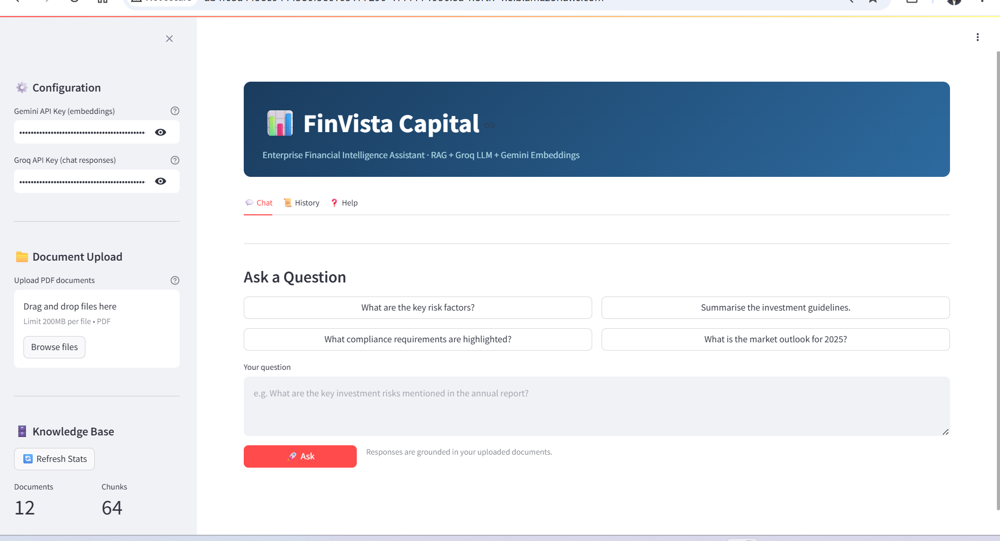 Configuration
Gemini API Key (embeddings)
Groq API Key (chat responses)
Document Upload
Upload PDF documents
Drag and drop files here
Limit 200MB per file • PDF
Browse files
Knowledge Base
Refresh Stats
Documents
Chunks
12
64
FinVista Capital
Enterprise Financial Intelligence Assistant · RAG + Groq LLM + Gemini Embeddings
Chat
History
Help
Ask a Question
What are the key risk factors?
Summarise the investment guidelines.
What compliance requirements are highlighted?
What is the market outlook for 2025?
Your question
e.g. What are the key investment risks mentioned in the annual report?
Ask
Responses are grounded in your uploaded documents.